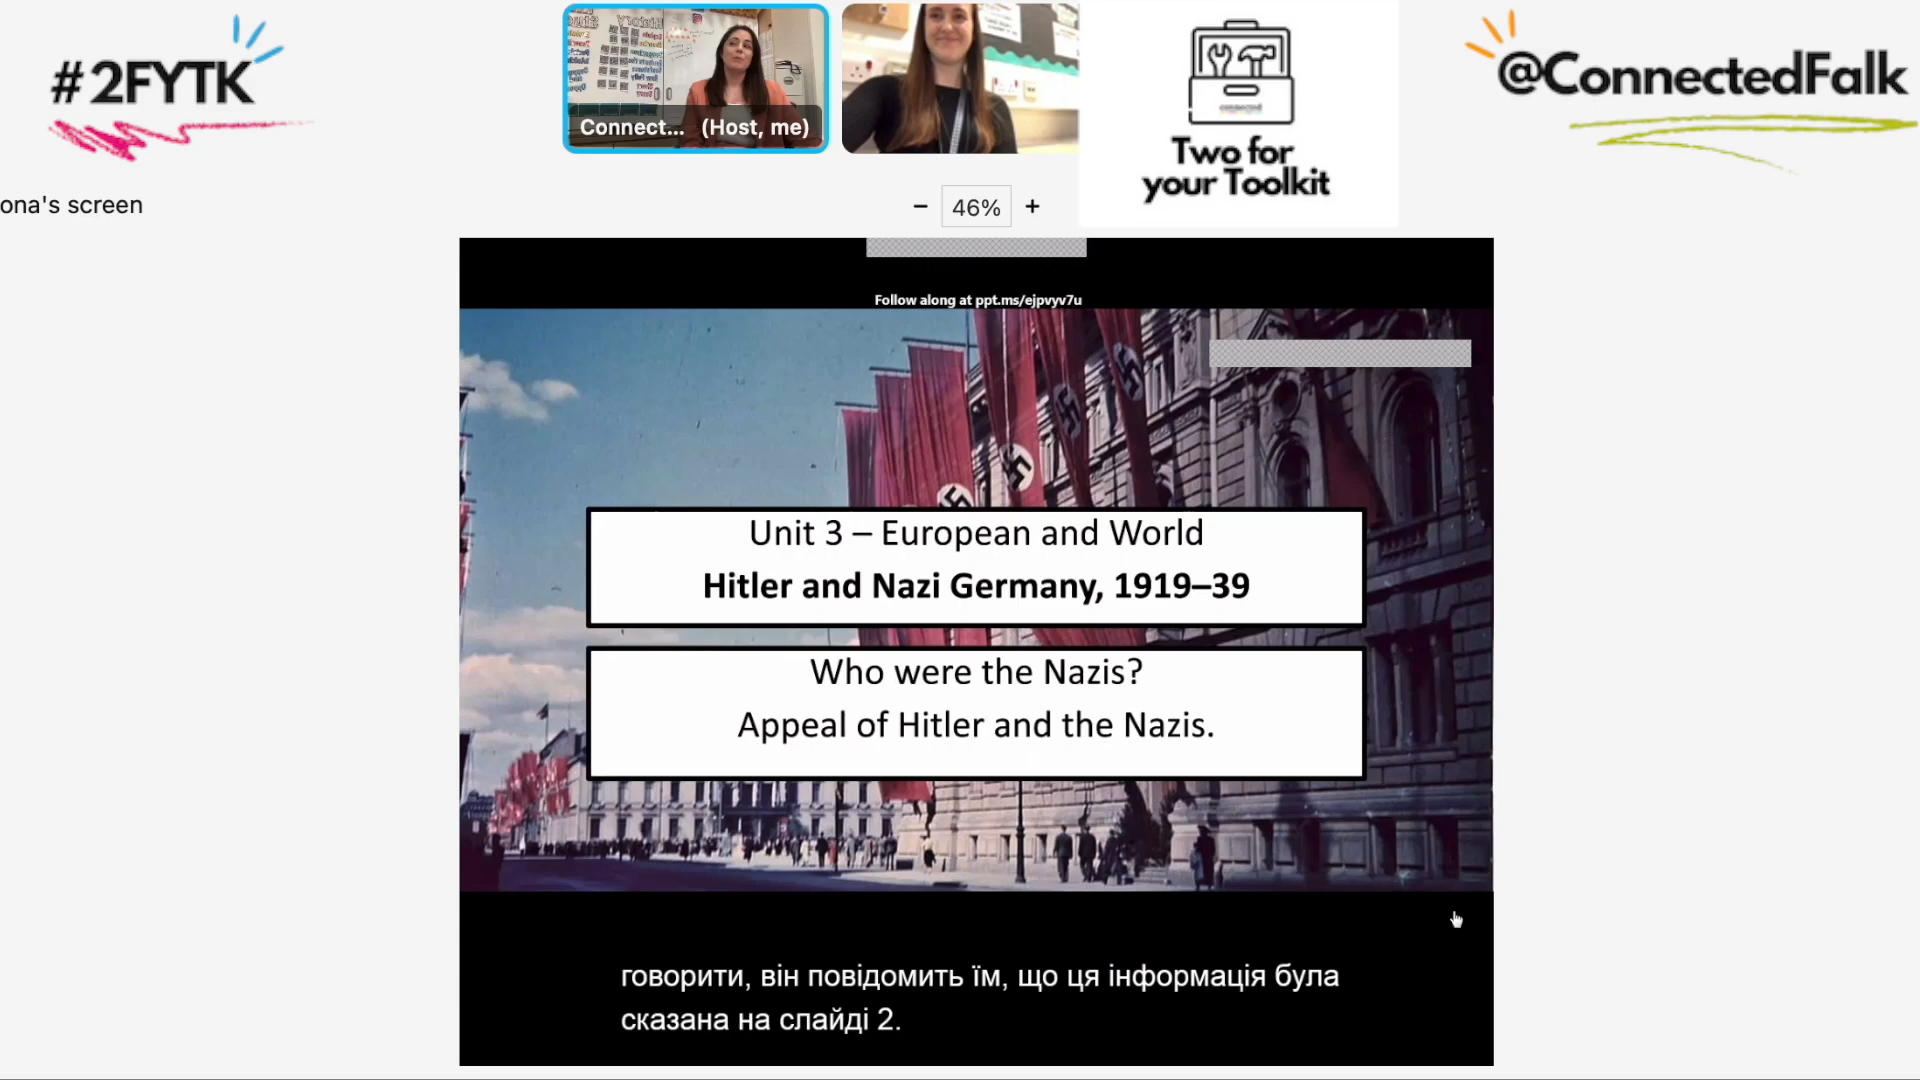 #2FYTK
Connect... (Host, me)
Two for
your Toolkit
@ConnectedFalk
ona's screen
− 46% +
Follow along at ppt.ms/ejpvyv7u
Unit 3 – European and World
Hitler and Nazi Germany, 1919–39
Who were the Nazis?
Appeal of Hitler and the Nazis.
говорити, він повідомить їм, що ця інформація була
сказана на слайді 2.